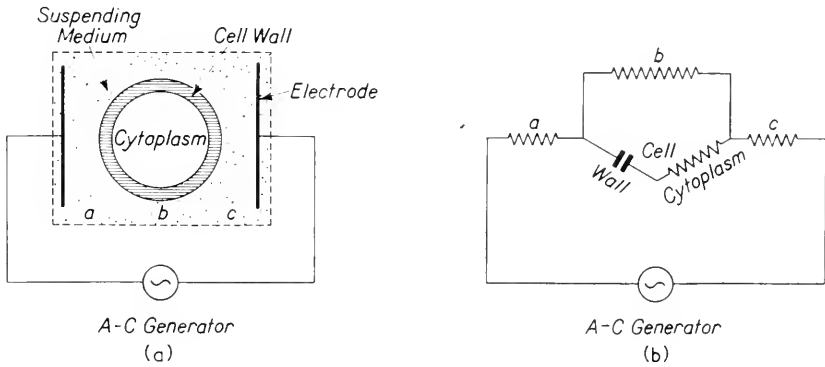 Suspending
Medium
Cell Wall
Electrode
Cytoplasm
a b c
A-C Generator
(a)
b
a
c
Cell
Wall
Cytoplasm
A-C Generator
(b)